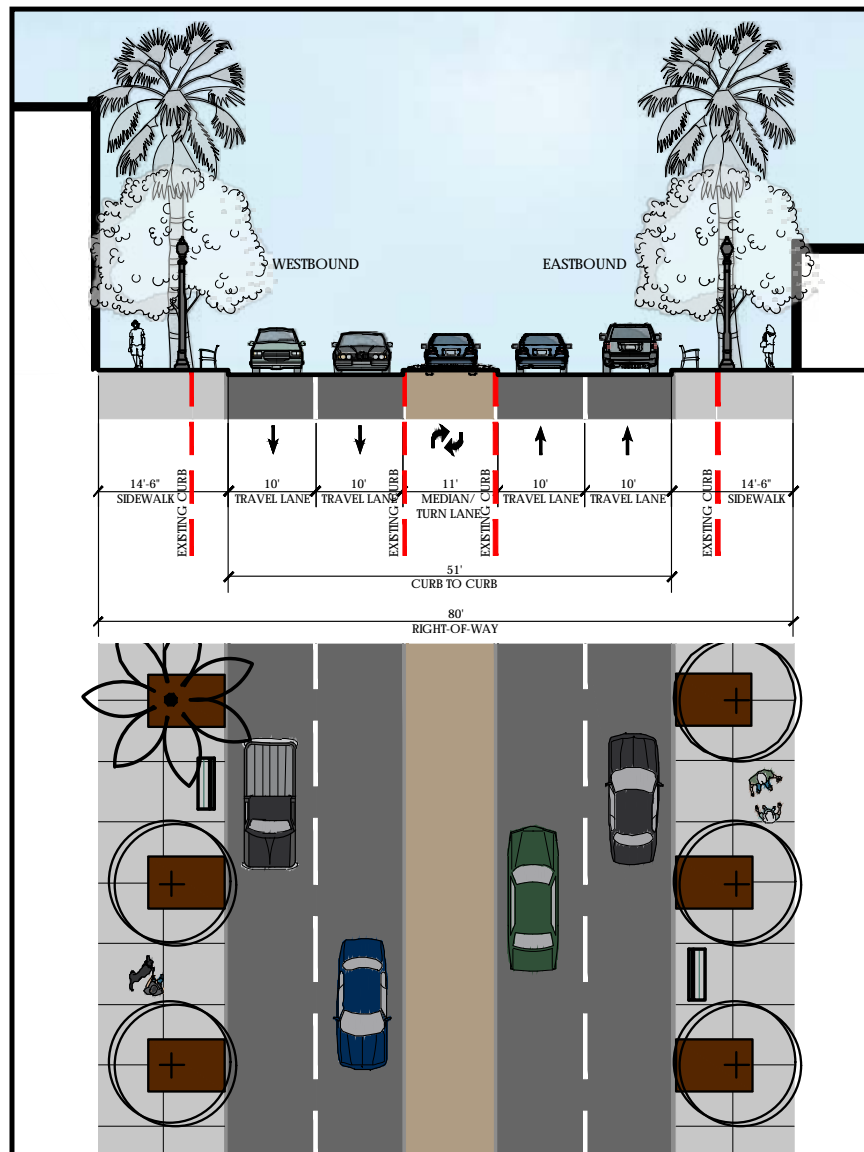 WESTBOUND
EASTBOUND
14'-6"
SIDEWALK
EXISTING CURB
10'
TRAVEL LANE
10'
TRAVEL LANE
EXISTING CURB
11'
MEDIAN/
TURN LANE
EXISTING CURB
10'
TRAVEL LANE
10'
TRAVEL LANE
EXISTING CURB
14'-6"
SIDEWALK
51'
CURB TO CURB
80'
RIGHT-OF-WAY